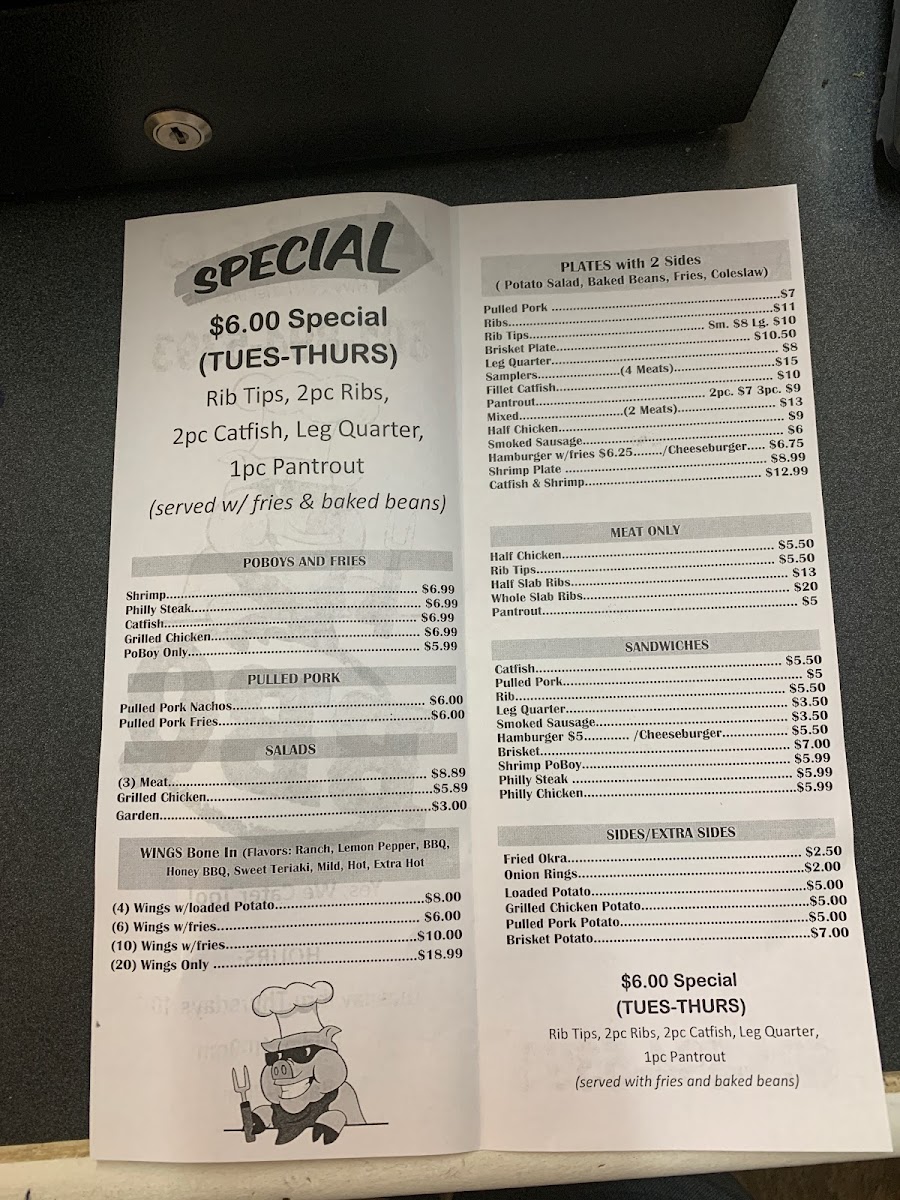 SPECIAL
$6.00 Special
(TUES-THURS)
Rib Tips, 2pc Ribs,
2pc Catfish, Leg Quarter,
1pc Pantrout
(served w/ fries & baked beans)
POBOYS AND FRIES
Shrimp.......... $6.99
Philly Steak.......... $6.99
Catfish.......... $6.99
Grilled Chicken.......... $6.99
PoBoy Only.......... $5.99
PULLED PORK
Pulled Pork Nachos.......... $6.00
Pulled Pork Fries..........$6.00
SALADS
(3) Meat.......... $8.89
Grilled Chicken..........$5.89
Garden..........$3.00
WINGS Bone In (Flavors: Ranch, Lemon Pepper, BBQ,
Honey BBQ, Sweet Teriaki, Mild, Hot, Extra Hot
(4) Wings w/loaded Potato..........$8.00
(6) Wings w/fries.......... $6.00
(10) Wings w/fries..........$10.00
(20) Wings Only ..........$18.99
PLATES with 2 Sides
( Potato Salad, Baked Beans, Fries, Coleslaw)
Pulled Pork ..........$7
Ribs..........$11
Rib Tips.......... Sm. $8 Lg. $10
Brisket Plate.......... $10.50
Leg Quarter.......... $8
Samplers..........(4 Meats)..........$15
Fillet Catfish.......... $10
Pantrout.......... 2pc. $7 3pc. $9
Mixed..........(2 Meats).......... $13
Half Chicken.......... $9
Smoked Sausage.......... $6
Hamburger w/fries $6.25......../Cheeseburger..... $6.75
Shrimp Plate .......... $8.99
Catfish & Shrimp.......... $12.99
MEAT ONLY
Half Chicken.......... $5.50
Rib Tips.......... $5.50
Half Slab Ribs.......... $13
Whole Slab Ribs.......... $20
Pantrout.......... $5
SANDWICHES
Catfish.......... $5.50
Pulled Pork.......... $5
Rib.......... $5.50
Leg Quarter.......... $3.50
Smoked Sausage.......... $3.50
Hamburger $5........... /Cheeseburger.......... $5.50
Brisket.......... $7.00
Shrimp PoBoy.......... $5.99
Philly Steak .......... $5.99
Philly Chicken..........$5.99
SIDES/EXTRA SIDES
Fried Okra.......... $2.50
Onion Rings..........$2.00
Loaded Potato..........$5.00
Grilled Chicken Potato..........$5.00
Pulled Pork Potato..........$5.00
Brisket Potato..........$7.00
$6.00 Special
(TUES-THURS)
Rib Tips, 2pc Ribs, 2pc Catfish, Leg Quarter,
1pc Pantrout
(served with fries and baked beans)